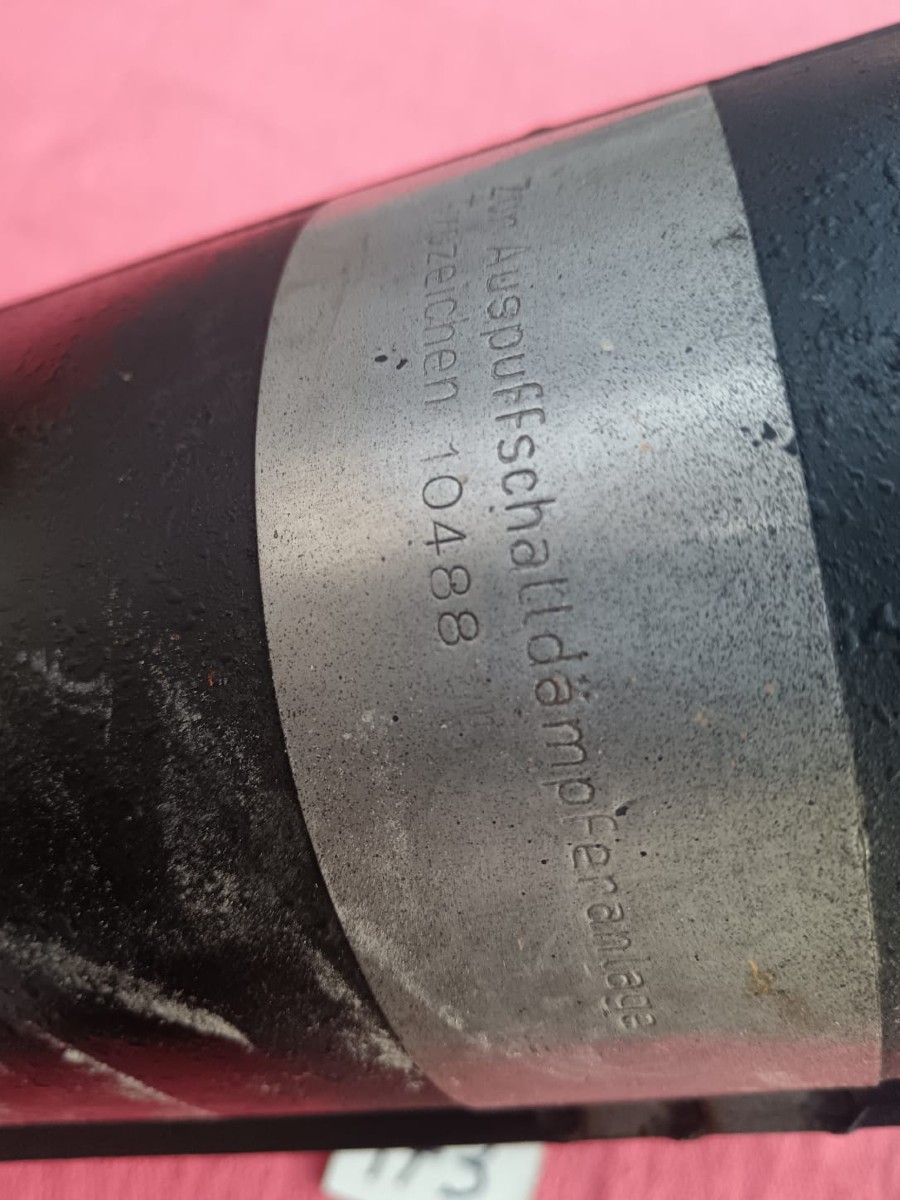 Zur Auspuffschalldämpferanlage
zeichen 10488